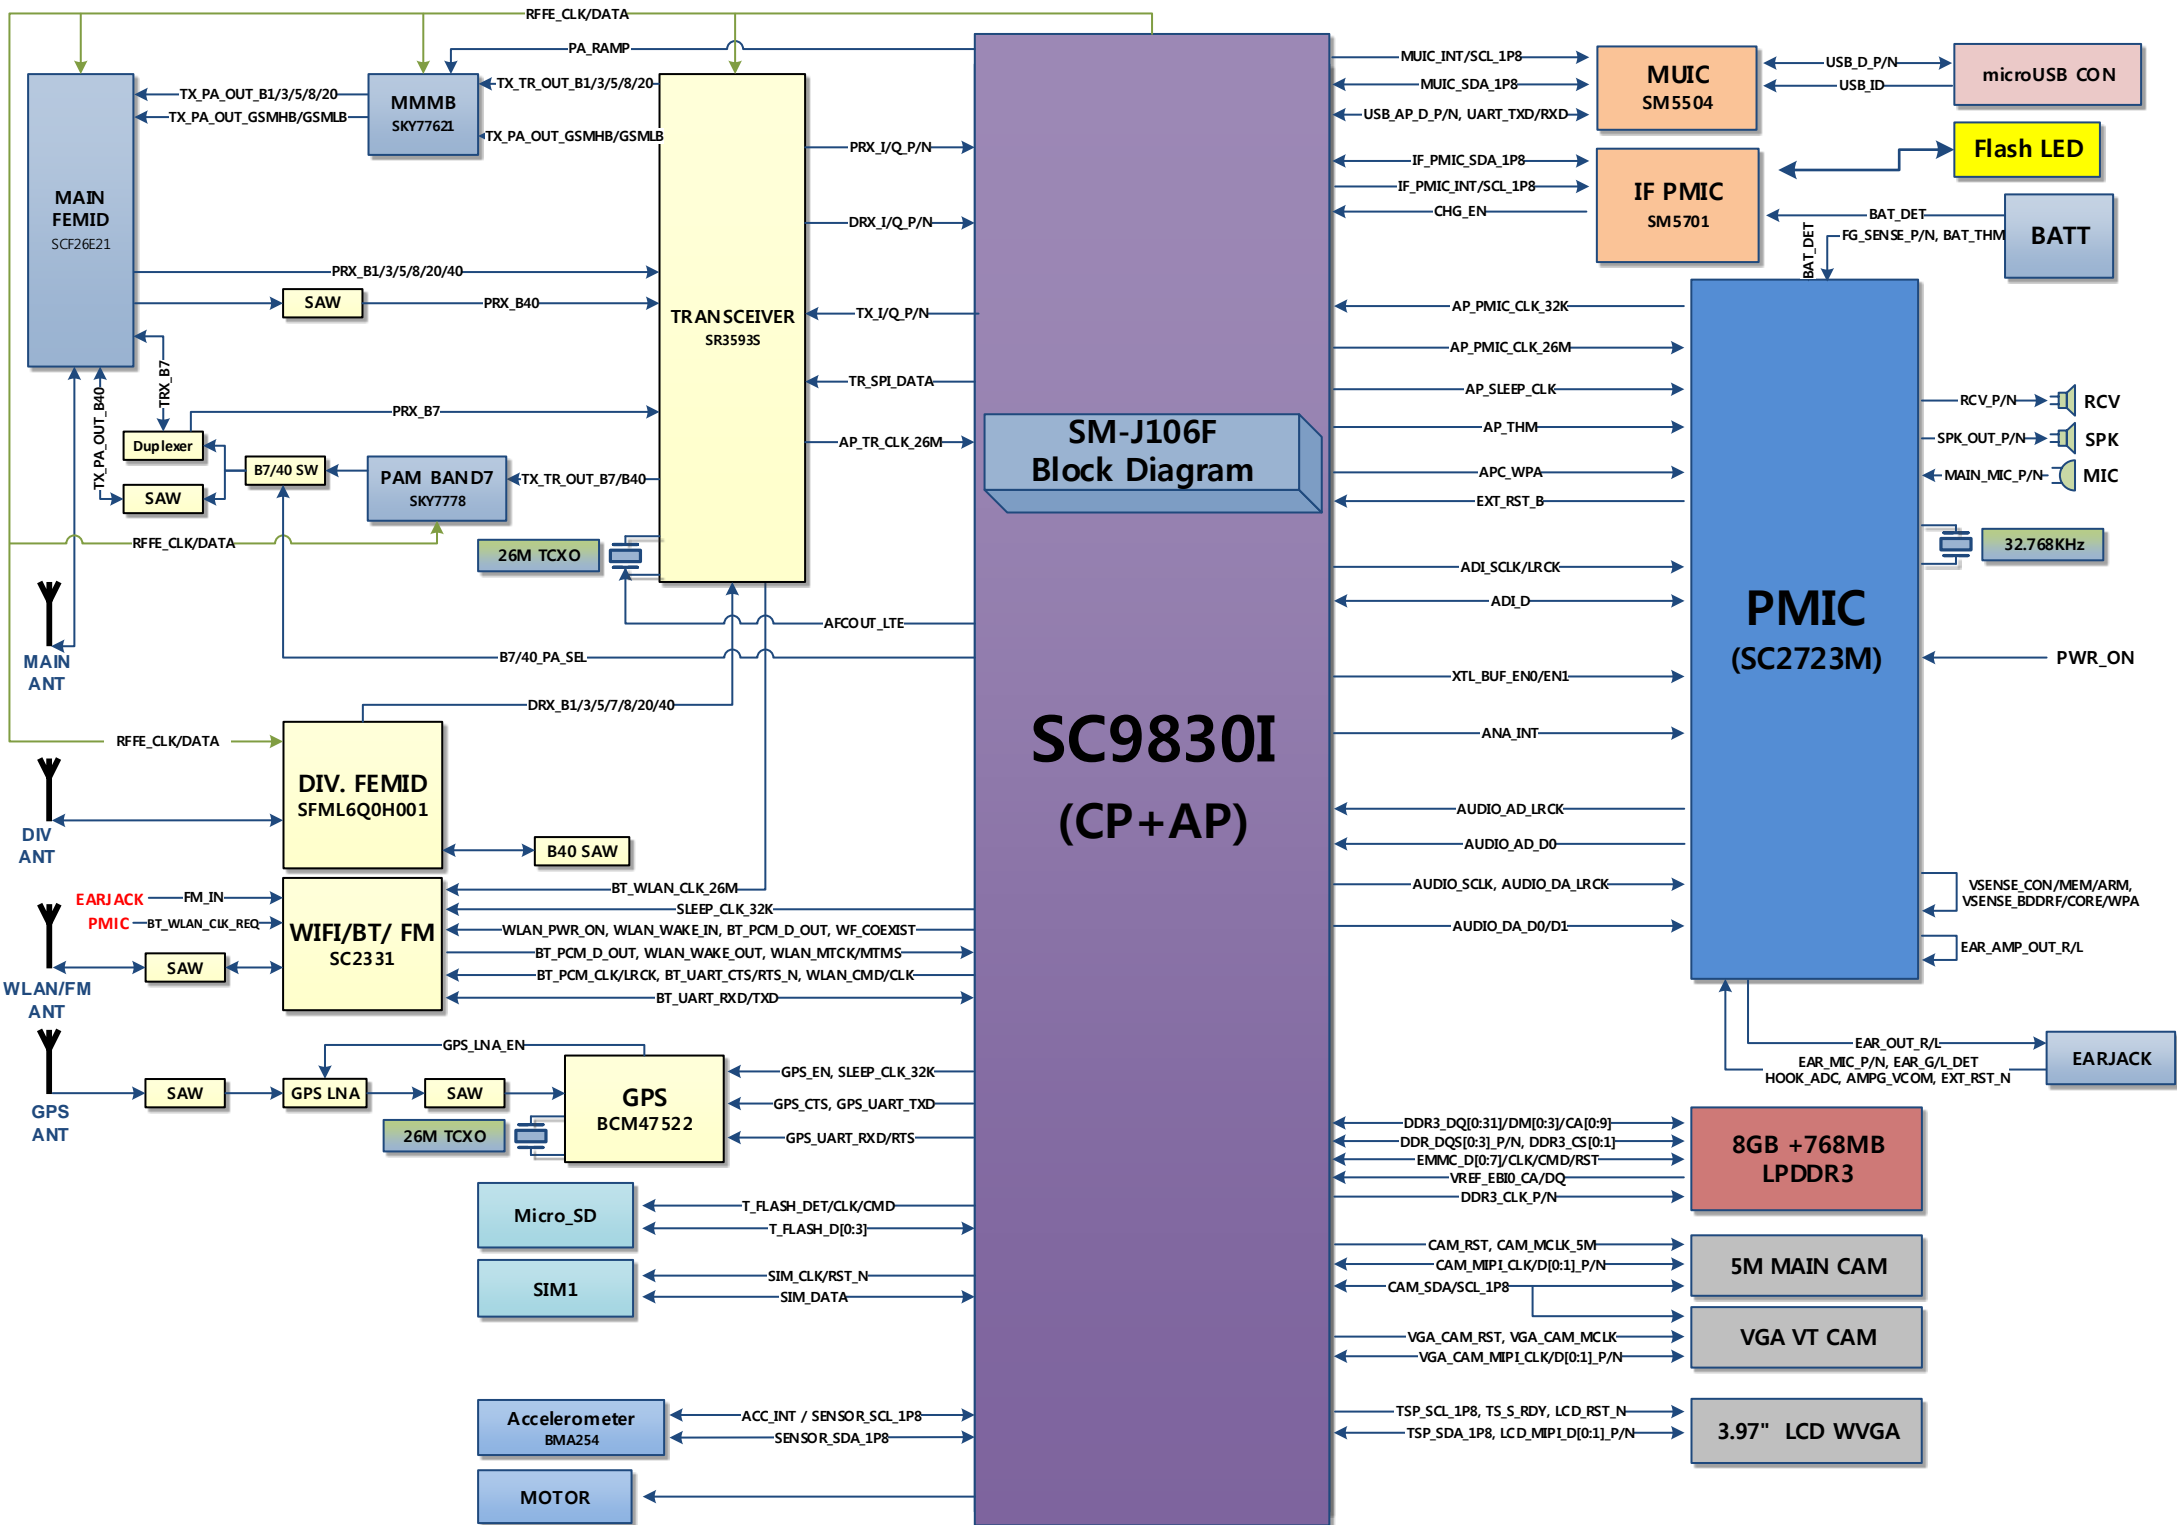 RFFE_CLK/DATA
PA_RAMP
MAIN
FEMID
SCF26E21
TX_PA_OUT_B1/3/5/8/20
TX_PA_OUT_GSMHB/GSMLB
MMMB
SKY77621
TX_TR_OUT_B1/3/5/8/20
TX_PA_OUT_GSMHB/GSMLB
PRX_B1/3/5/8/20/40
SAW
PRX_B40
TRX_B7
TX_PA_OUT_B40
PRX_B7
Duplexer
SAW
B7/40 SW
PAM BAND7
SKY7778
TX_TR_OUT_B7/B40
RFFE_CLK/DATA
26M TCXO
TRANSCEIVER
SR3593S
PRX_I/Q_P/N
DRX_I/Q_P/N
TX_I/Q_P/N
TR_SPI_DATA
AP_TR_CLK_26M
AFCOUT_LTE
B7/40_PA_SEL
MAIN
ANT
DRX_B1/3/5/7/8/20/40
RFFE_CLK/DATA
DIV. FEMID
SFML6Q0H001
DIV
ANT
B40 SAW
EARJACK
FM_IN
PMIC
BT_WLAN_CLK_REQ
WIFI/BT/ FM
SC2331
SAW
WLAN/FM
ANT
BT_WLAN_CLK_26M
SLEEP_CLK_32K
WLAN_PWR_ON, WLAN_WAKE_IN, BT_PCM_D_OUT, WF_COEXIST
BT_PCM_D_OUT, WLAN_WAKE_OUT, WLAN_MTCK/MTMS
BT_PCM_CLK/LRCK, BT_UART_CTS/RTS_N, WLAN_CMD/CLK
BT_UART_RXD/TXD
GPS_LNA_EN
SAW
GPS LNA
SAW
GPS
BCM47522
GPS
ANT
26M TCXO
GPS_EN, SLEEP_CLK_32K
GPS_CTS, GPS_UART_TXD
GPS_UART_RXD/RTS
Micro_SD
T_FLASH_DET/CLK/CMD
T_FLASH_D[0:3]
SIM1
SIM_CLK/RST_N
SIM_DATA
Accelerometer
BMA254
ACC_INT / SENSOR_SCL_1P8
SENSOR_SDA_1P8
MOTOR
SM-J106F
Block Diagram
SC9830I
(CP+AP)
MUIC_INT/SCL_1P8
MUIC_SDA_1P8
USB_AP_D_P/N, UART_TXD/RXD
MUIC
SM5504
USB_D_P/N
USB_ID
microUSB CON
IF_PMIC_SDA_1P8
IF_PMIC_INT/SCL_1P8
CHG_EN
IF PMIC
SM5701
Flash LED
BAT_DET
FG_SENSE_P/N, BAT_THM
BAT_DET
BATT
AP_PMIC_CLK_32K
AP_PMIC_CLK_26M
AP_SLEEP_CLK
AP_THM
APC_WPA
EXT_RST_B
ADI_SCLK/LRCK
ADI_D
XTL_BUF_EN0/EN1
ANA_INT
AUDIO_AD_LRCK
AUDIO_AD_D0
AUDIO_SCLK, AUDIO_DA_LRCK
AUDIO_DA_D0/D1
PMIC
(SC2723M)
RCV_P/N
RCV
SPK_OUT_P/N
SPK
MAIN_MIC_P/N
MIC
32.768KHz
PWR_ON
VSENSE_CON/MEM/ARM,
VSENSE_BDDRF/CORE/WPA
EAR_AMP_OUT_R/L
EAR_OUT_R/L
EAR_MIC_P/N, EAR_G/L_DET
HOOK_ADC, AMPG_VCOM, EXT_RST_N
EARJACK
DDR3_DQ[0:31]/DM[0:3]/CA[0:9]
DDR_DQS[0:3]_P/N, DDR3_CS[0:1]
EMMC_D[0:7]/CLK/CMD/RST
VREF_EBI0_CA/DQ
DDR3_CLK_P/N
8GB +768MB
LPDDR3
CAM_RST, CAM_MCLK_5M
CAM_MIPI_CLK/D[0:1]_P/N
CAM_SDA/SCL_1P8
5M MAIN CAM
VGA_CAM_RST, VGA_CAM_MCLK
VGA_CAM_MIPI_CLK/D[0:1]_P/N
VGA VT CAM
TSP_SCL_1P8, TS_S_RDY, LCD_RST_N
TSP_SDA_1P8, LCD_MIPI_D[0:1]_P/N
3.97" LCD WVGA